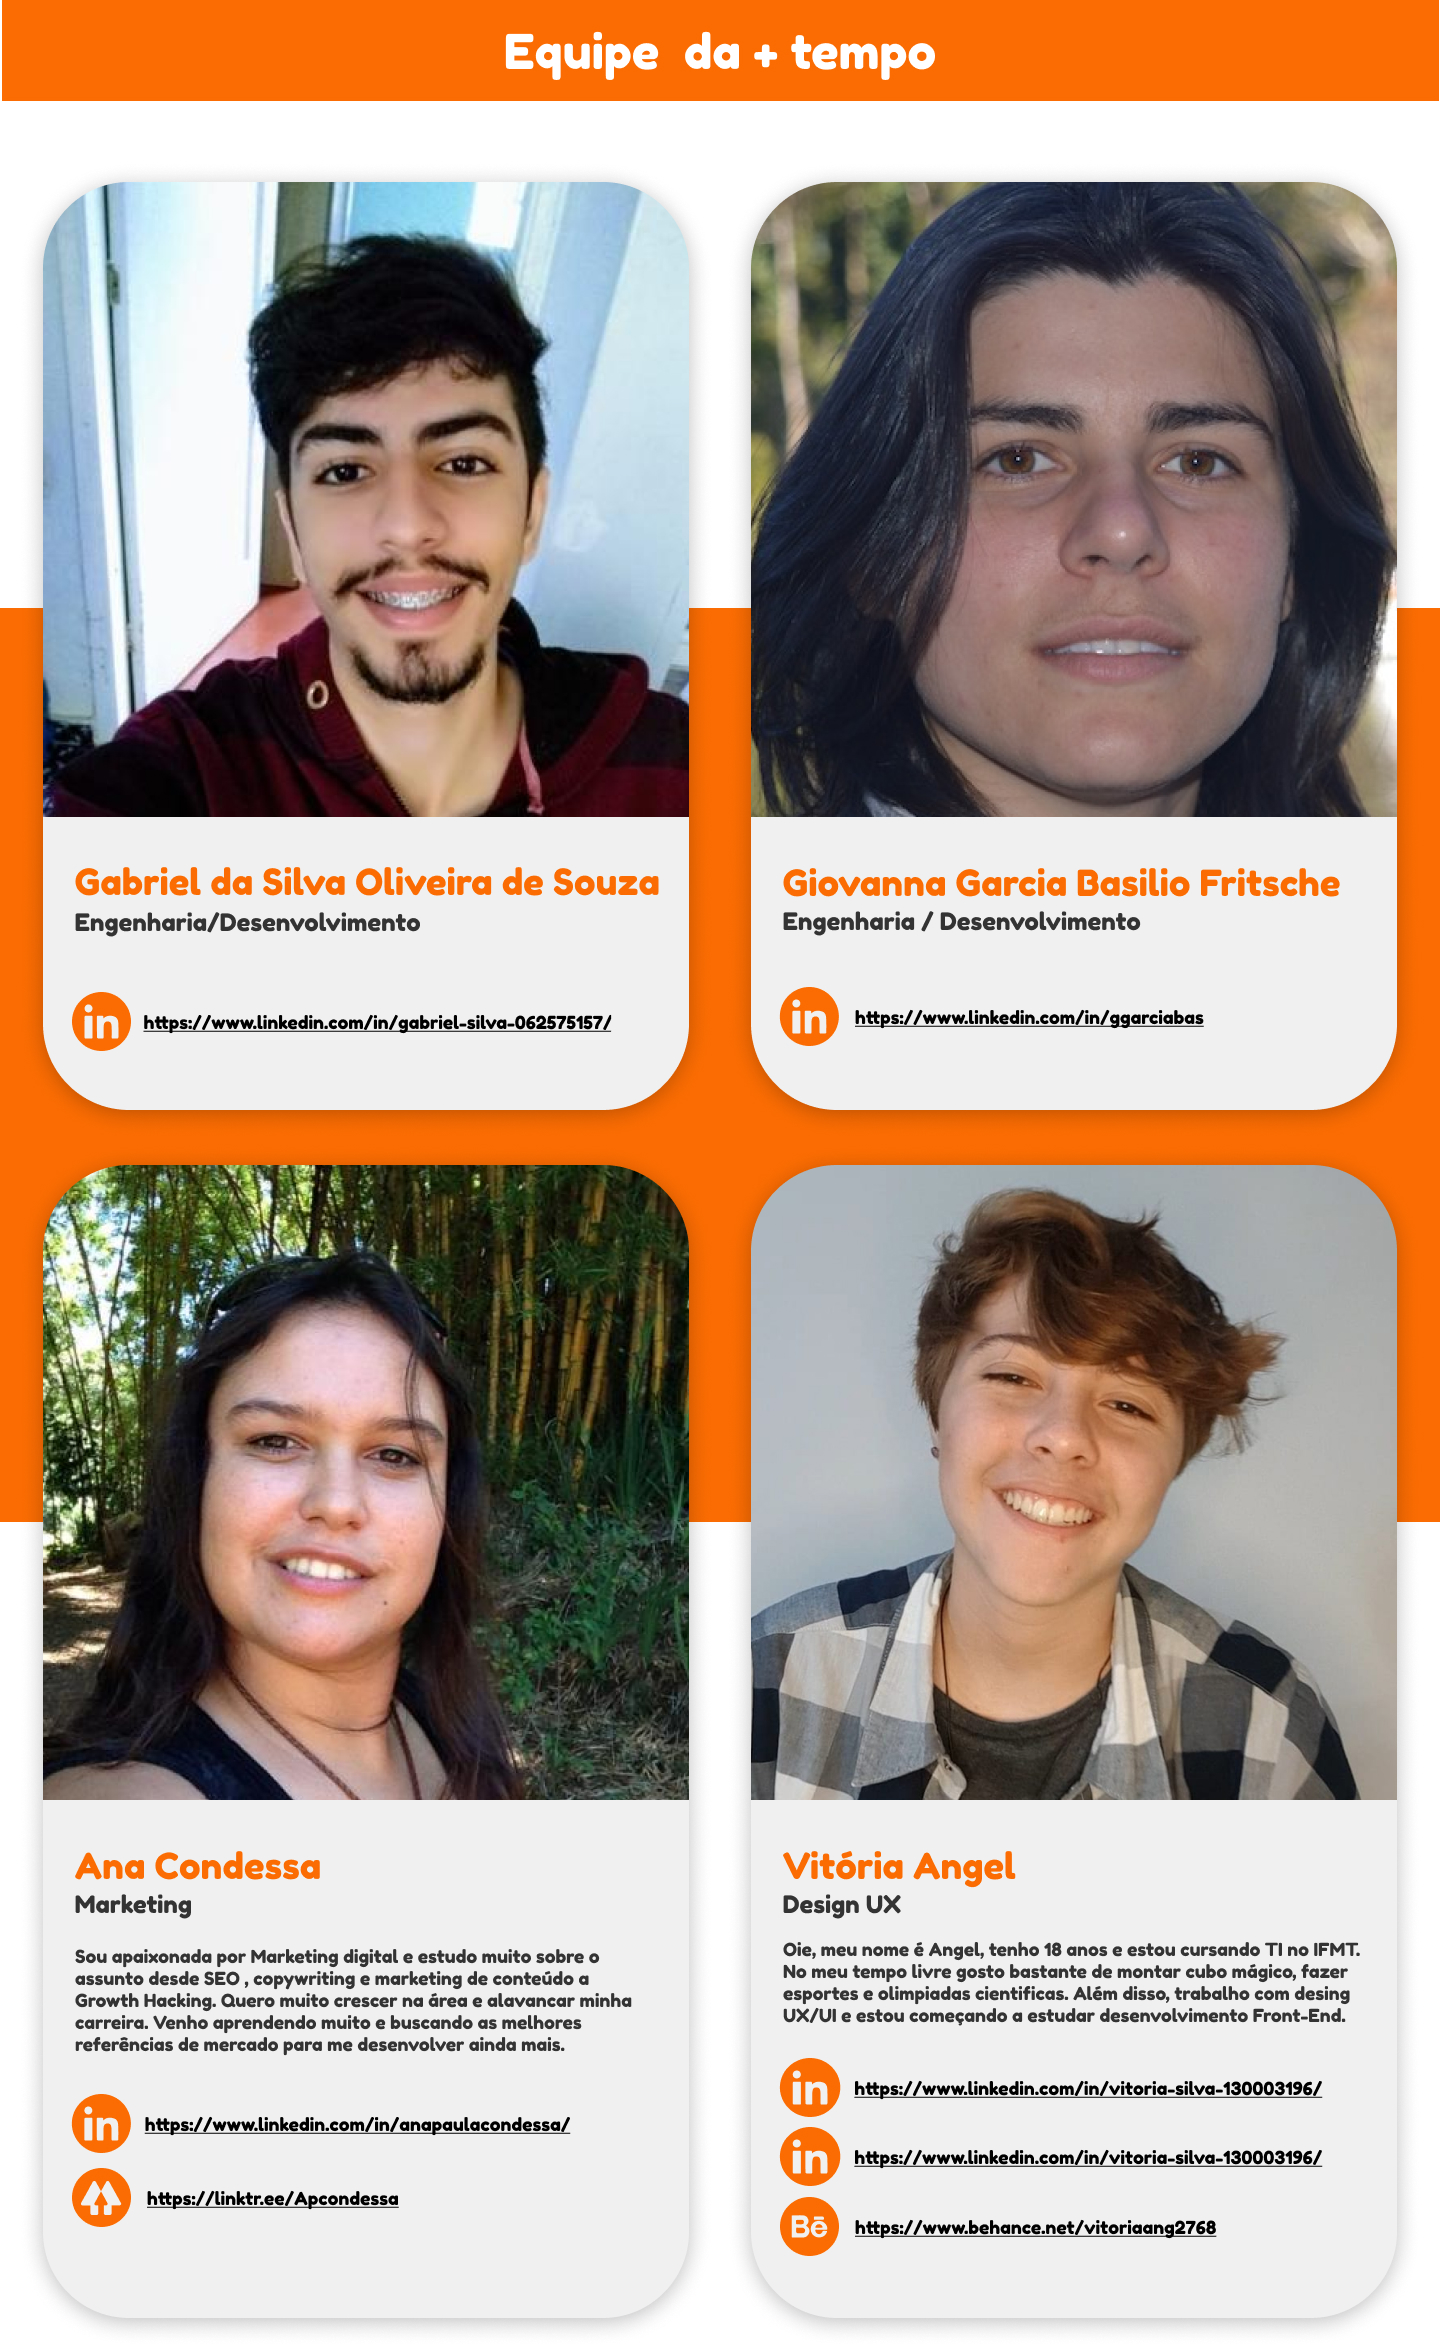 Equipe da + tempo
Gabriel da Silva Oliveira de Souza
Engenharia/Desenvolvimento
in https://www.linkedin.com/in/gabriel-silva-062575157/
Giovanna Garcia Basilio Fritsche
Engenharia / Desenvolvimento
in https://www.linkedin.com/in/ggarciabas
Ana Condessa
Marketing
Sou apaixonada por Marketing digital e estudo muito sobre o
assunto desde SEO , copywriting e marketing de conteúdo a
Growth Hacking. Quero muito crescer na área e alavancar minha
carreira. Venho aprendendo muito e buscando as melhores
referências de mercado para me desenvolver ainda mais.
in https://www.linkedin.com/in/anapaulacondessa/
https://linktr.ee/Apcondessa
Vitória Angel
Design UX
Oie, meu nome é Angel, tenho 18 anos e estou cursando TI no IFMT.
No meu tempo livre gosto bastante de montar cubo mágico, fazer
esportes e olimpiadas cientificas. Além disso, trabalho com desing
UX/UI e estou começando a estudar desenvolvimento Front-End.
in https://www.linkedin.com/in/vitoria-silva-130003196/
in https://www.linkedin.com/in/vitoria-silva-130003196/
Bē https://www.behance.net/vitoriaang2768